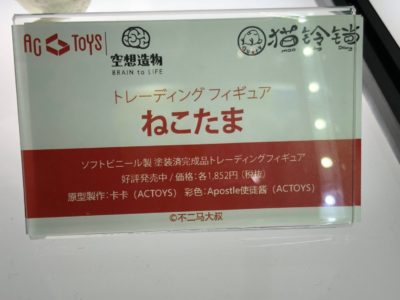 ACTOYS
空想造物
BRAIN to LIFE
猫铃铛
トレーディング フィギュア
ねこたま
ソフトビニール製 塗装済完成品トレーディングフィギュア
好評発売中 / 価格：各1,852円（税抜）
原型製作：卡卡（ACTOYS） 彩色：Apostle使徒酱（ACTOYS）
©不二马大叔